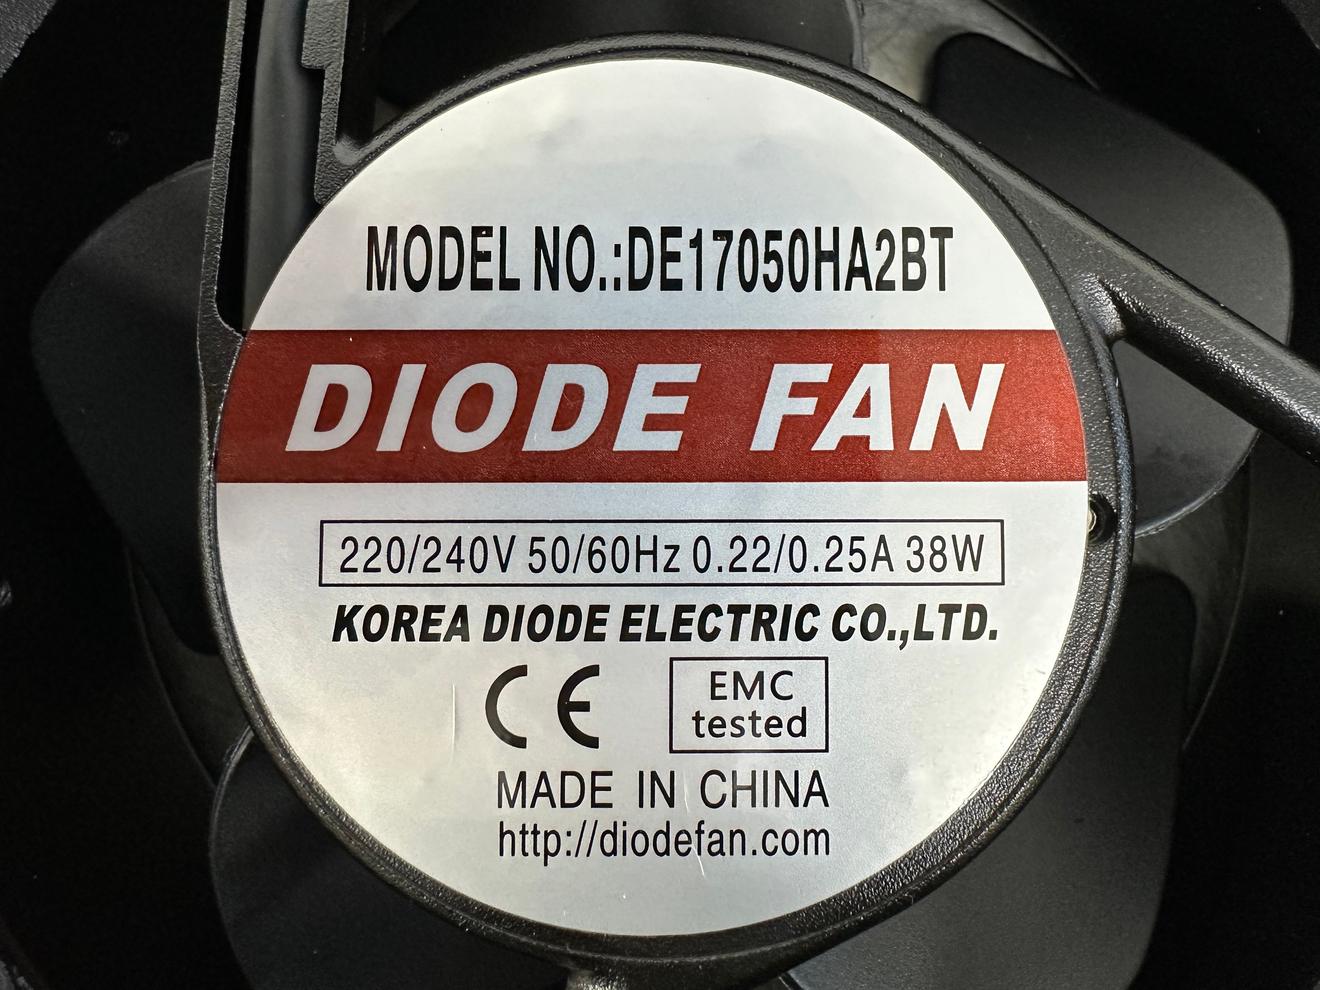 MODEL NO.:DE17050HA2BT
DIODE FAN
220/240V 50/60Hz 0.22/0.25A 38W
KOREA DIODE ELECTRIC CO.,LTD.
CE
EMC
tested
MADE IN CHINA
http://diodefan.com